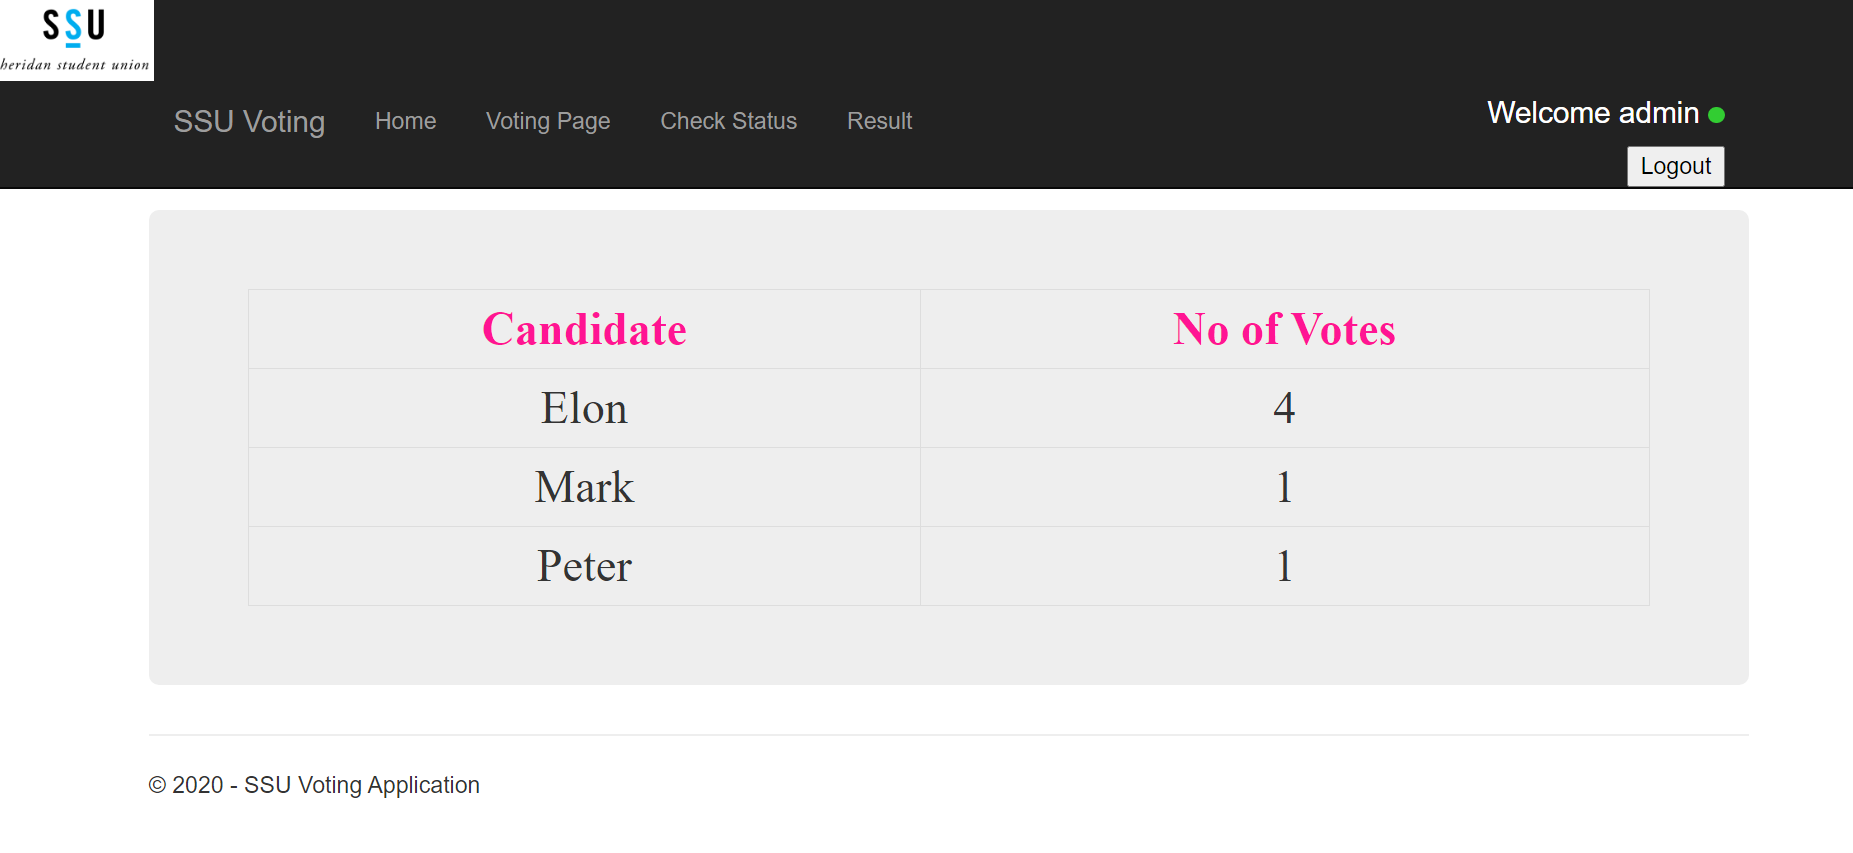 SSU
heridan student union
SSU Voting Home Voting Page Check Status Result
Welcome admin
Logout
Candidate No of Votes
Elon 4
Mark 1
Peter 1
© 2020 - SSU Voting Application